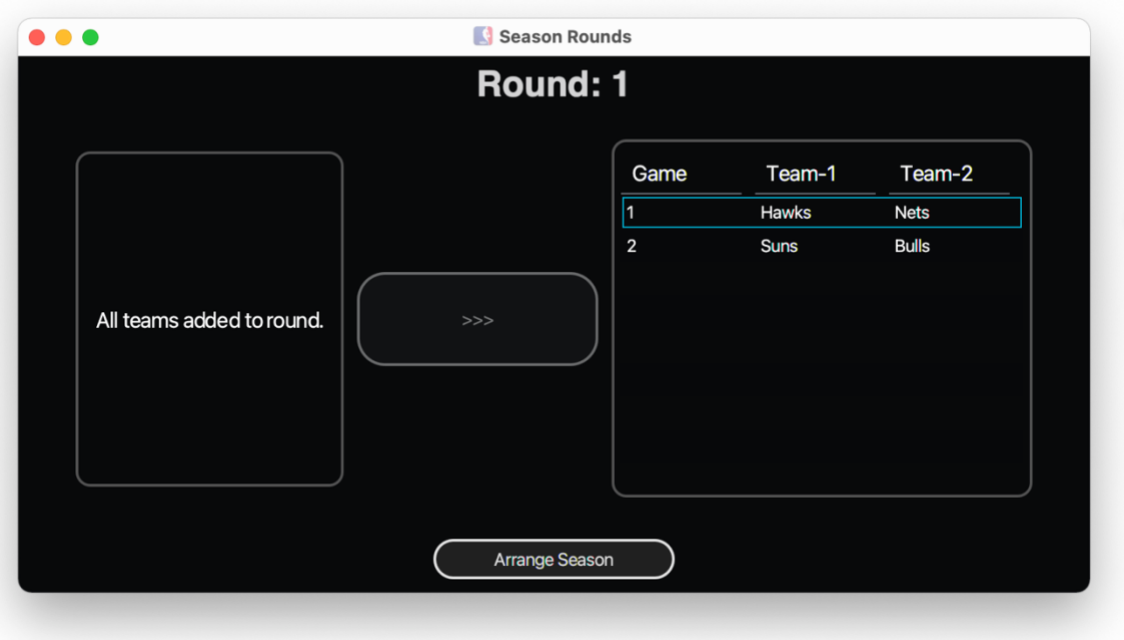 Season Rounds
Round: 1
Game Team-1 Team-2
1 Hawks Nets
2 Suns Bulls
All teams added to round.
>>>
Arrange Season